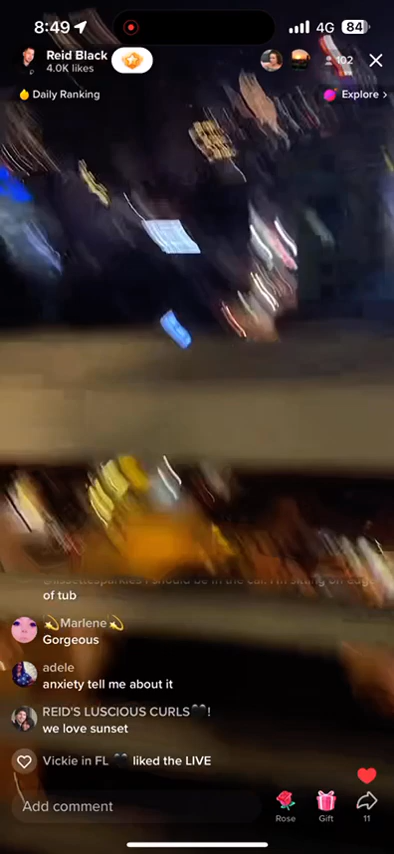 8:49
4G 84
Reid Black
4.0K likes
102
Daily Ranking
Explore >
of tub
💫Marlene💫
Gorgeous
adele
anxiety tell me about it
REID'S LUSCIOUS CURLS🖤!
we love sunset
Vickie in FL 🖤 liked the LIVE
Add comment
Rose
Gift
11